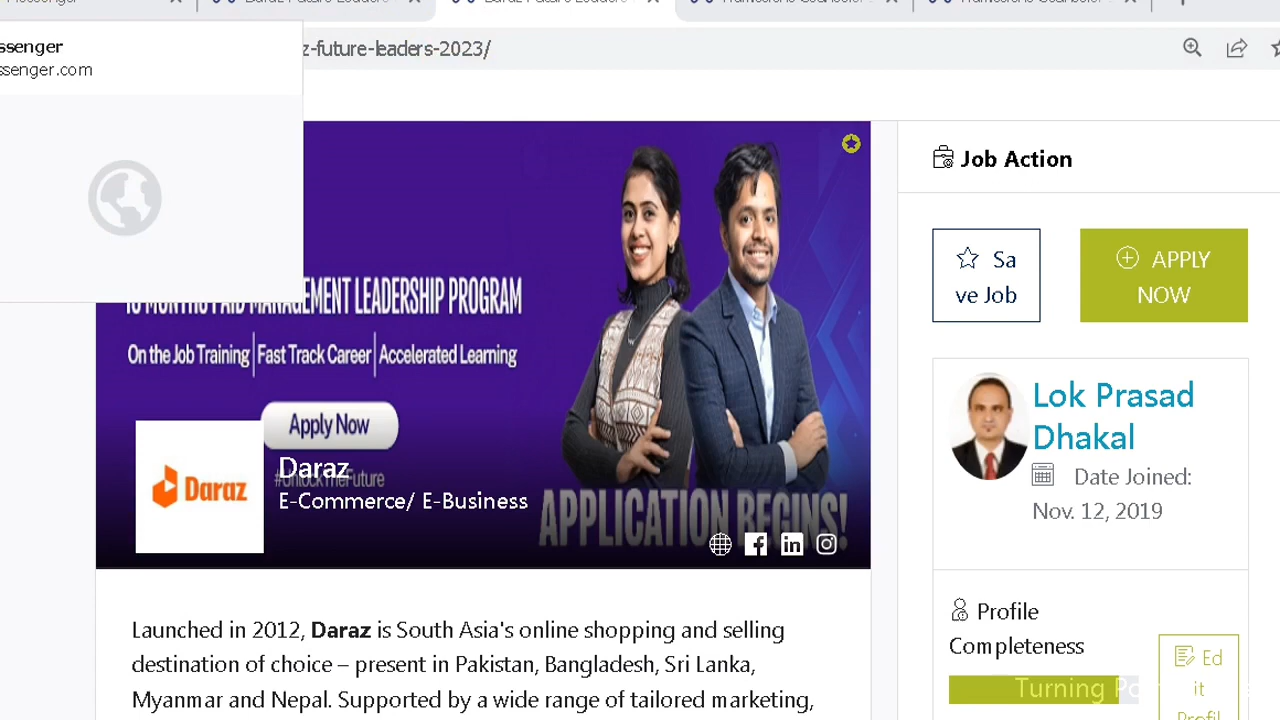 ssenger
ssenger.com
z-future-leaders-2023/
MANAGEMENT LEADERSHIP PROGRAM
On the Job Training | Fast Track Career | Accelerated Learning
Apply Now
Daraz
Daraz
#UnlockTheFuture
E-Commerce/ E-Business
APPLICATION BEGINS!
Launched in 2012, Daraz is South Asia's online shopping and selling
destination of choice – present in Pakistan, Bangladesh, Sri Lanka,
Myanmar and Nepal. Supported by a wide range of tailored marketing,
Job Action
Sa
ve Job
APPLY
NOW
Lok Prasad
Dhakal
Date Joined:
Nov. 12, 2019
Profile
Completeness
Ed
it
Profil
Turning